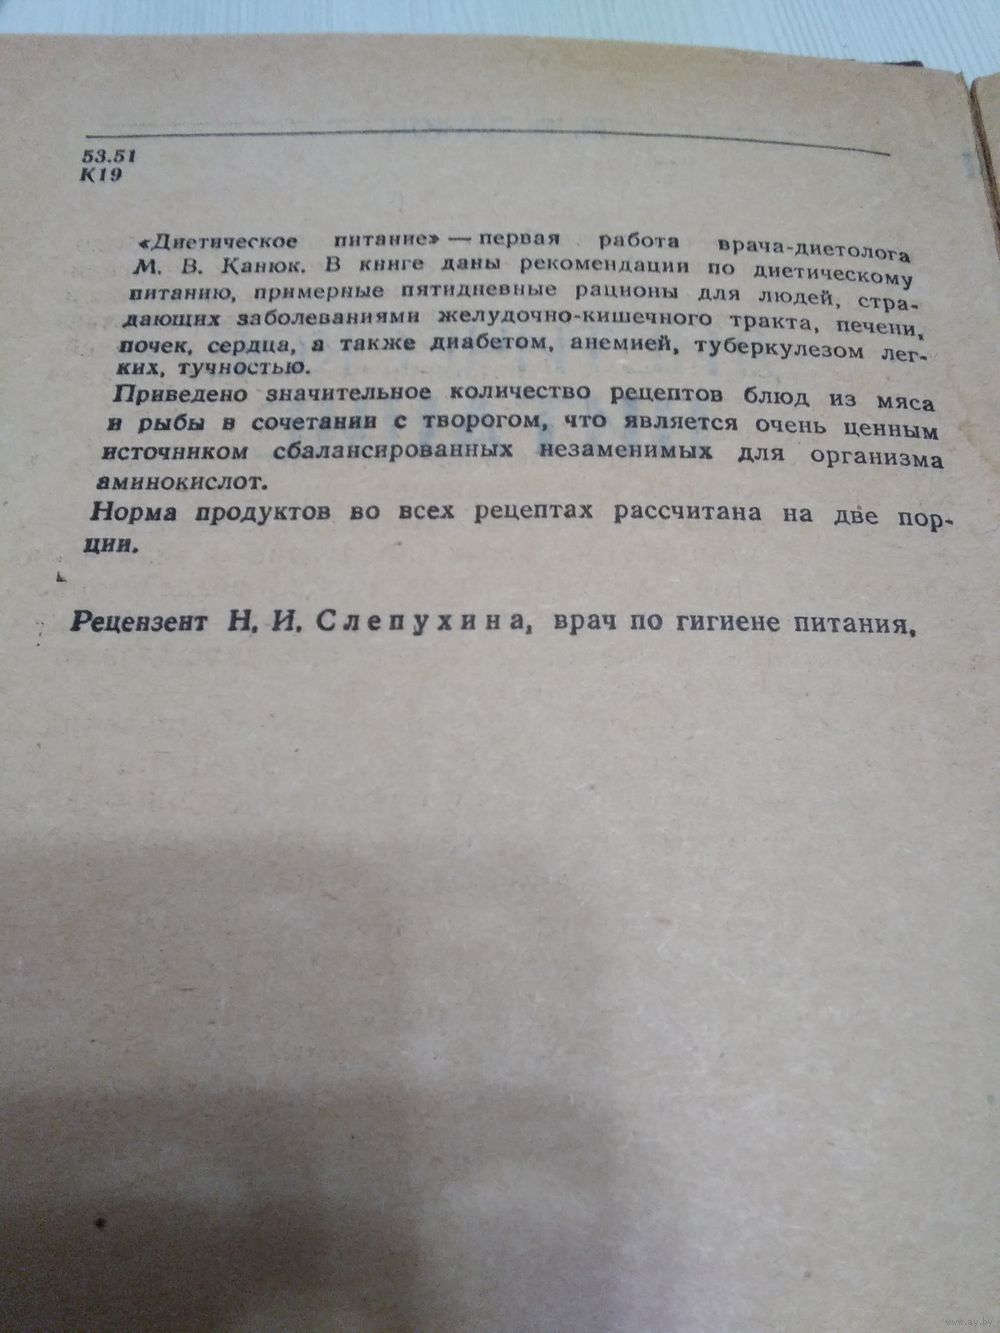 53.51
К19
«Диетическое питание» — первая работа врача-диетолога
М. В. Канюк. В книге даны рекомендации по диетическому
питанию, примерные пятидневные рационы для людей, стра-
дающих заболеваниями желудочно-кишечного тракта, печени,
почек, сердца, а также диабетом, анемией, туберкулезом лег-
ких, тучностью.
Приведено значительное количество рецептов блюд из мяса
и рыбы в сочетании с творогом, что является очень ценным
источником сбалансированных незаменимых для организма
аминокислот.
Норма продуктов во всех рецептах рассчитана на две пор-
ции.
Рецензент Н. И. Слепухина, врач по гигиене питания,
www.ay.by